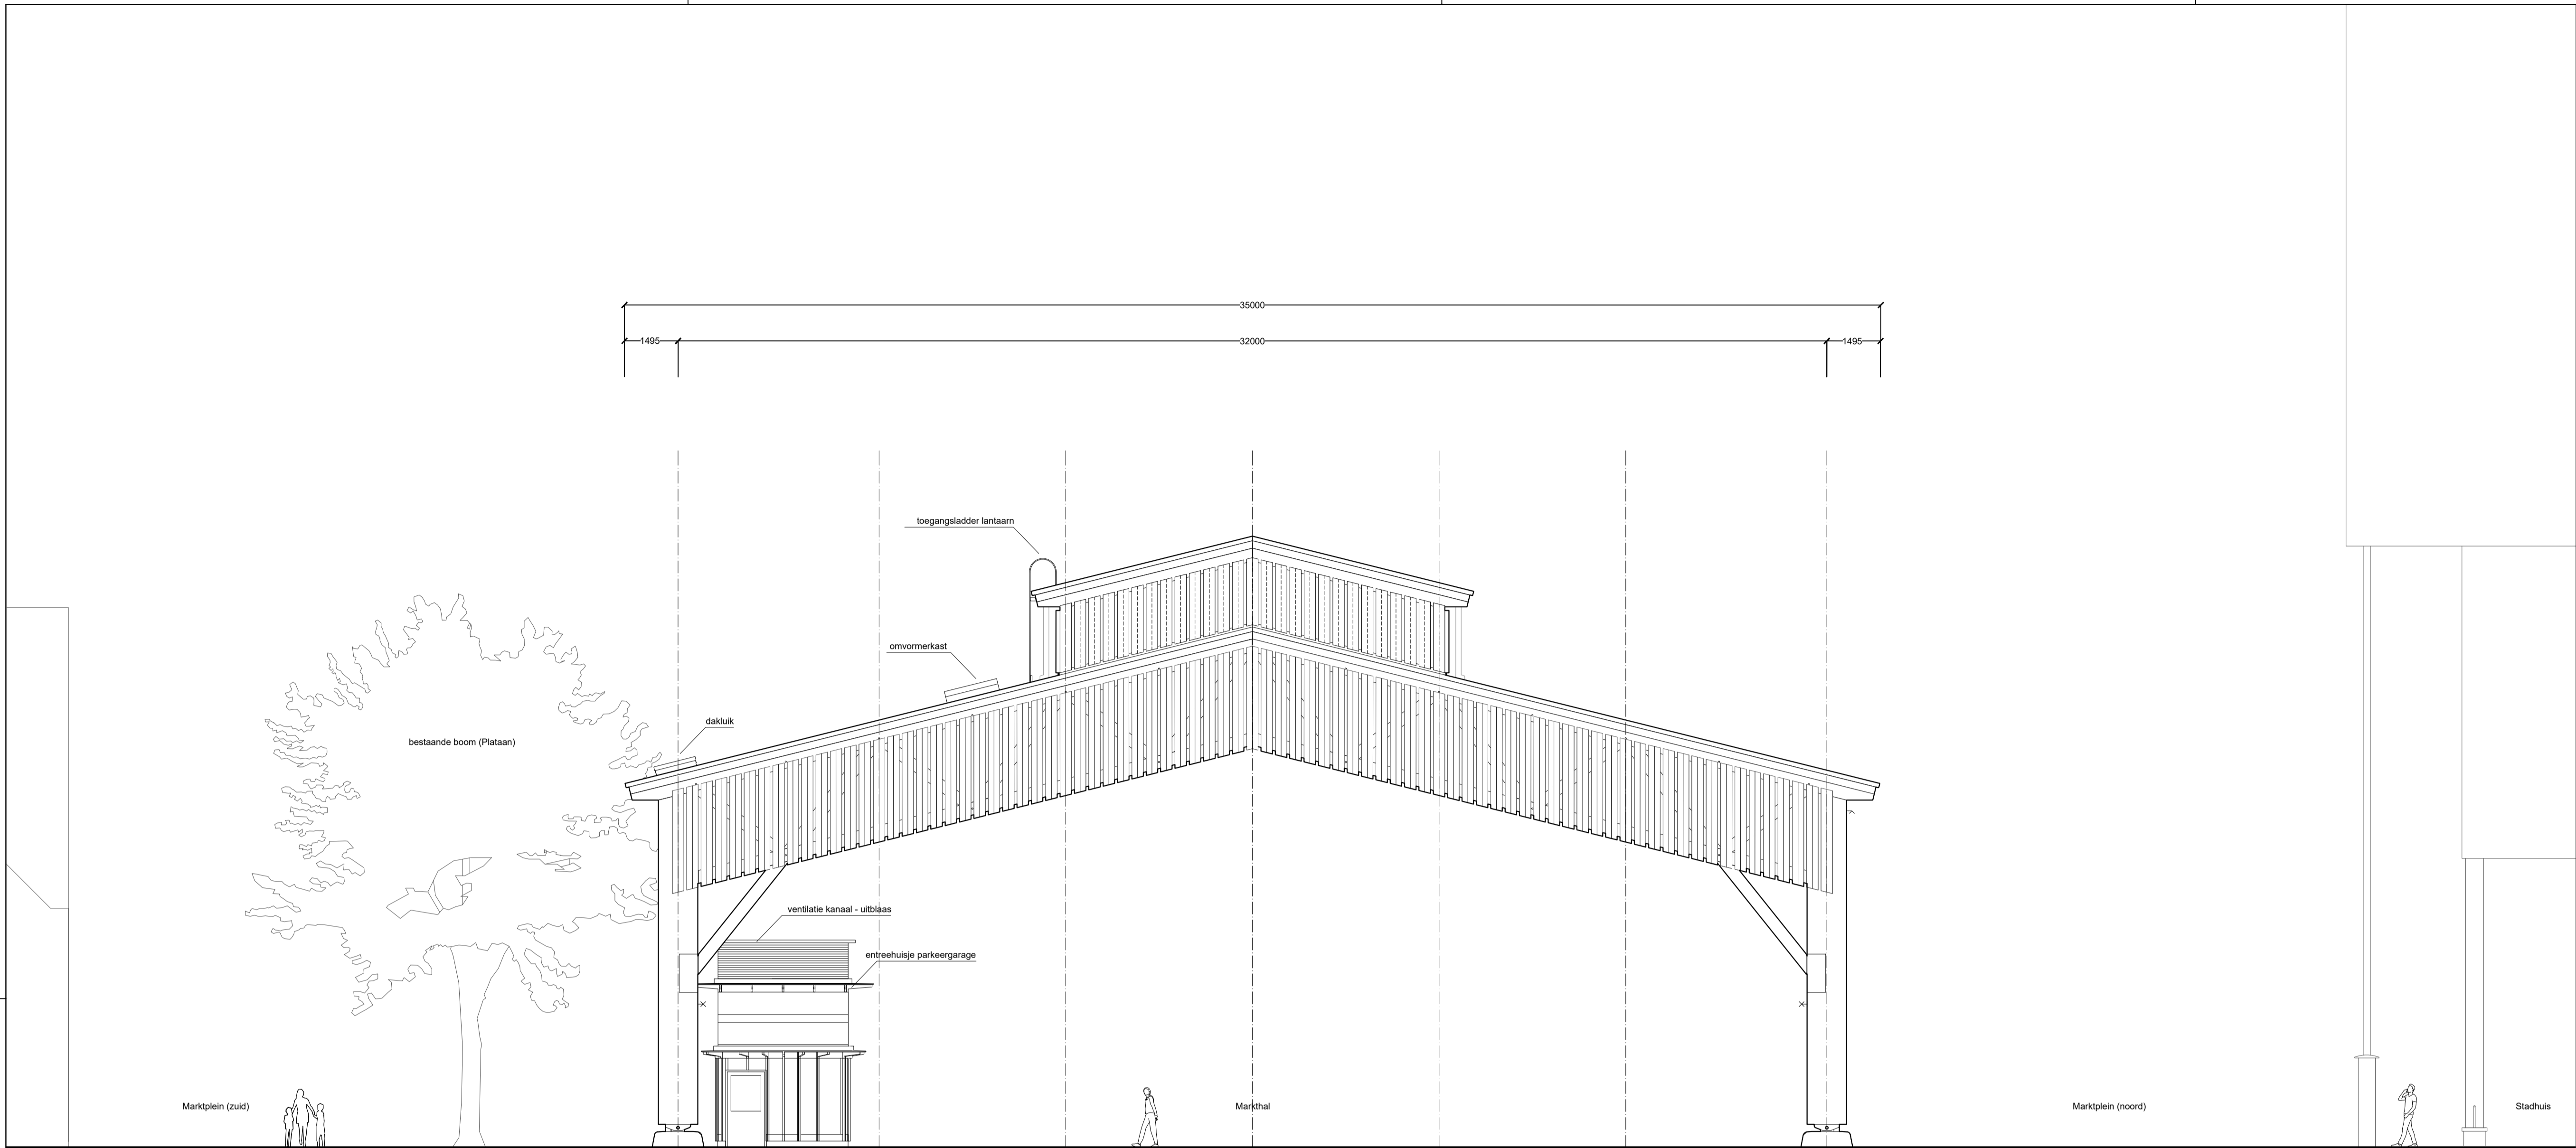 35000
1495
32000
1495
toegangsladder lantaarn
omvormerkast
dakluik
bestaande boom (Plataan)
ventilatie kanaal - uitblaas
entreehuisje parkeergarage
Marktplein (zuid)
Markthal
Marktplein (noord)
Stadhuis